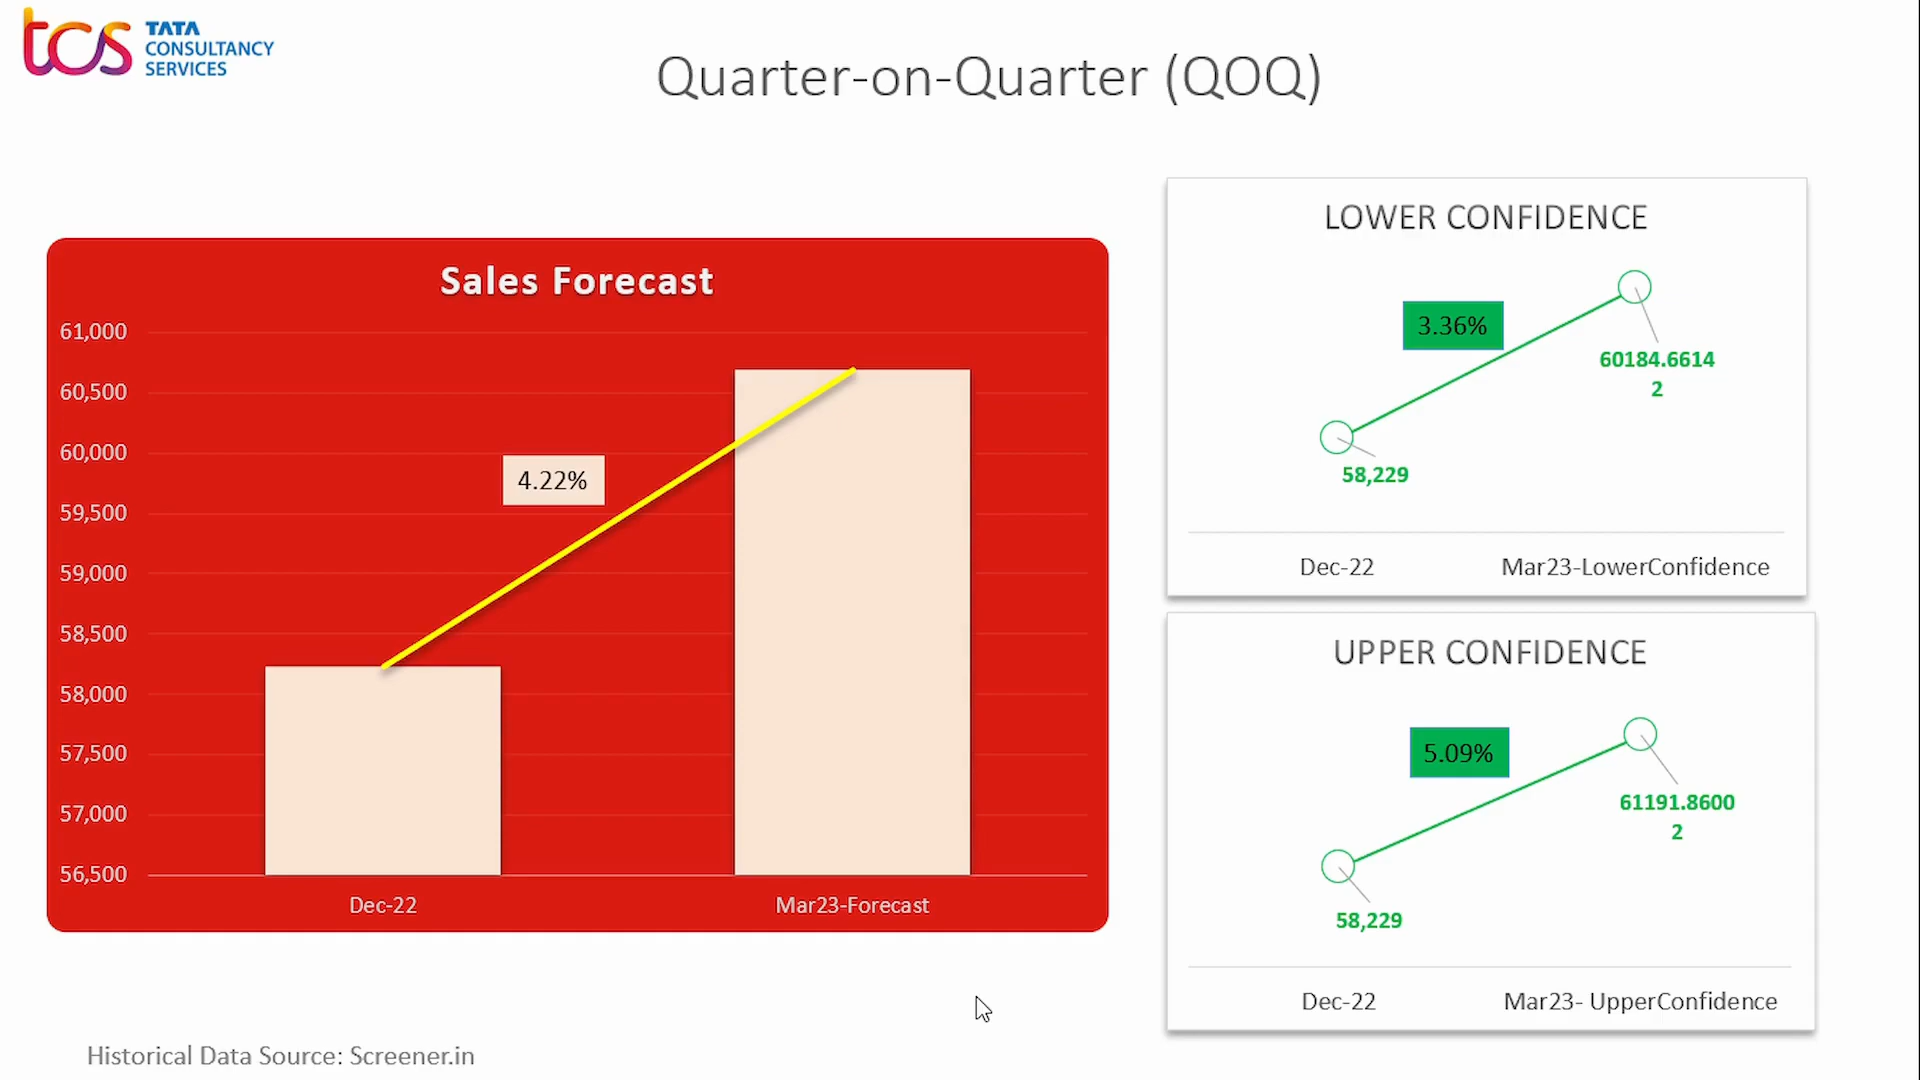 tcs TATA
CONSULTANCY
SERVICES
Quarter-on-Quarter (QOQ)
Sales Forecast
61,000
60,500
60,000
59,500
59,000
58,500
58,000
57,500
57,000
56,500
4.22%
Dec-22
Mar23-Forecast
LOWER CONFIDENCE
3.36%
60184.6614
2
58,229
Dec-22
Mar23-LowerConfidence
UPPER CONFIDENCE
5.09%
61191.8600
2
58,229
Dec-22
Mar23- UpperConfidence
Historical Data Source: Screener.in